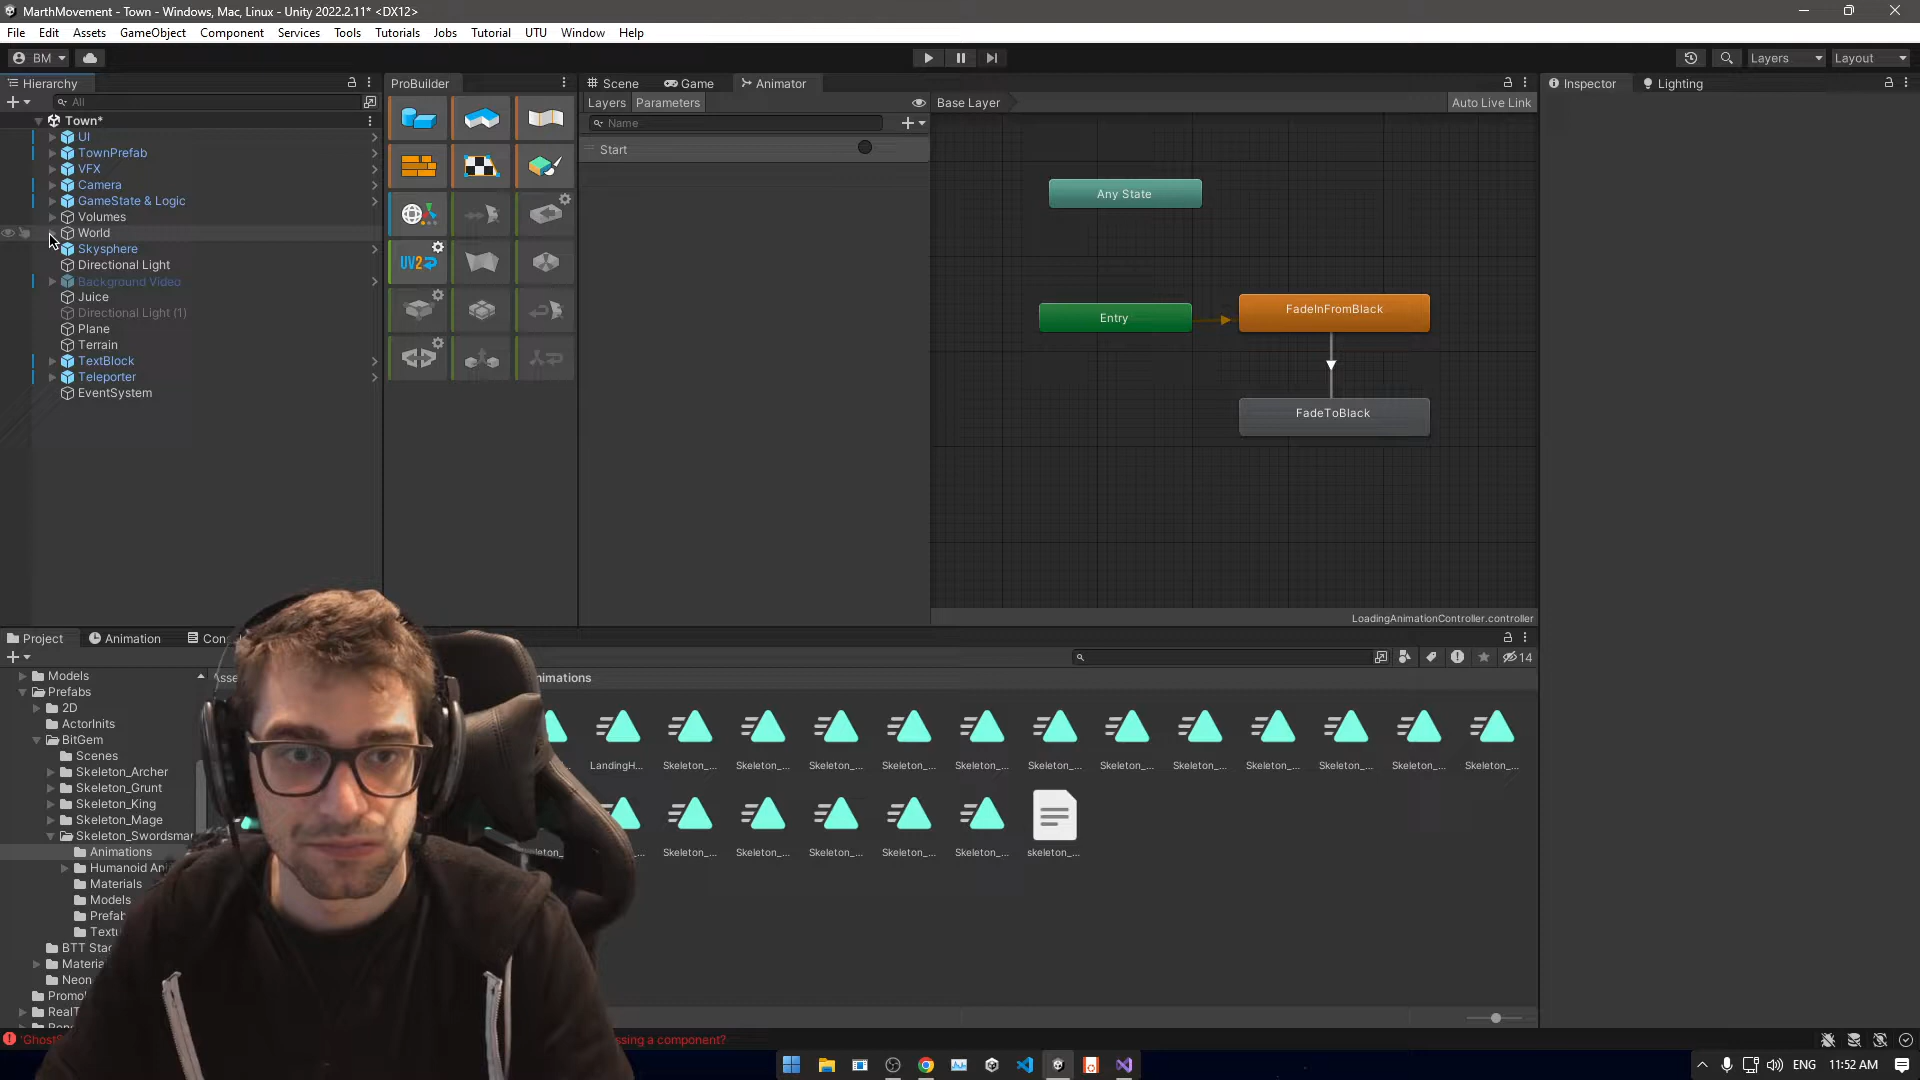 MarthMovement - Town - Windows, Mac, Linux - Unity 2022.2.11* <DX12>
File Edit Assets GameObject Component Services Tools Tutorials Jobs Tutorial UTU Window Help
BM
Layers
Layout
Hierarchy
ProBuilder
Scene
Game
Animator
Inspector
Lighting
All
Layers
Parameters
Base Layer
Auto Live Link
Town*
Name
UI
Start
TownPrefab
VFX
Camera
Any State
GameState & Logic
Volumes
World
Skysphere
UV2
Directional Light
Background Video
Juice
FadeInFromBlack
Directional Light (1)
Entry
Plane
Terrain
TextBlock
Teleporter
EventSystem
FadeToBlack
LoadingAnimationController.controller
Project
Animation
14
Models
Prefabs
2D
ActorInits
BitGem
Scenes
Skeleton_Archer
LandingH...
Skeleton_...
Skeleton_...
Skeleton_...
Skeleton_...
Skeleton_...
Skeleton_...
Skeleton_...
Skeleton_...
Skeleton_...
Skeleton_...
Skeleton_...
Skeleton_...
Skeleton_Grunt
Skeleton_King
Skeleton_Mage
Skeleton_Swordsma
Animations
Skeleton_...
Skeleton_...
Skeleton_...
Skeleton_...
Skeleton_...
skeleton_...
Humanoid
Materials
Models
BTT
Neon
a component?
ENG
11:52 AM